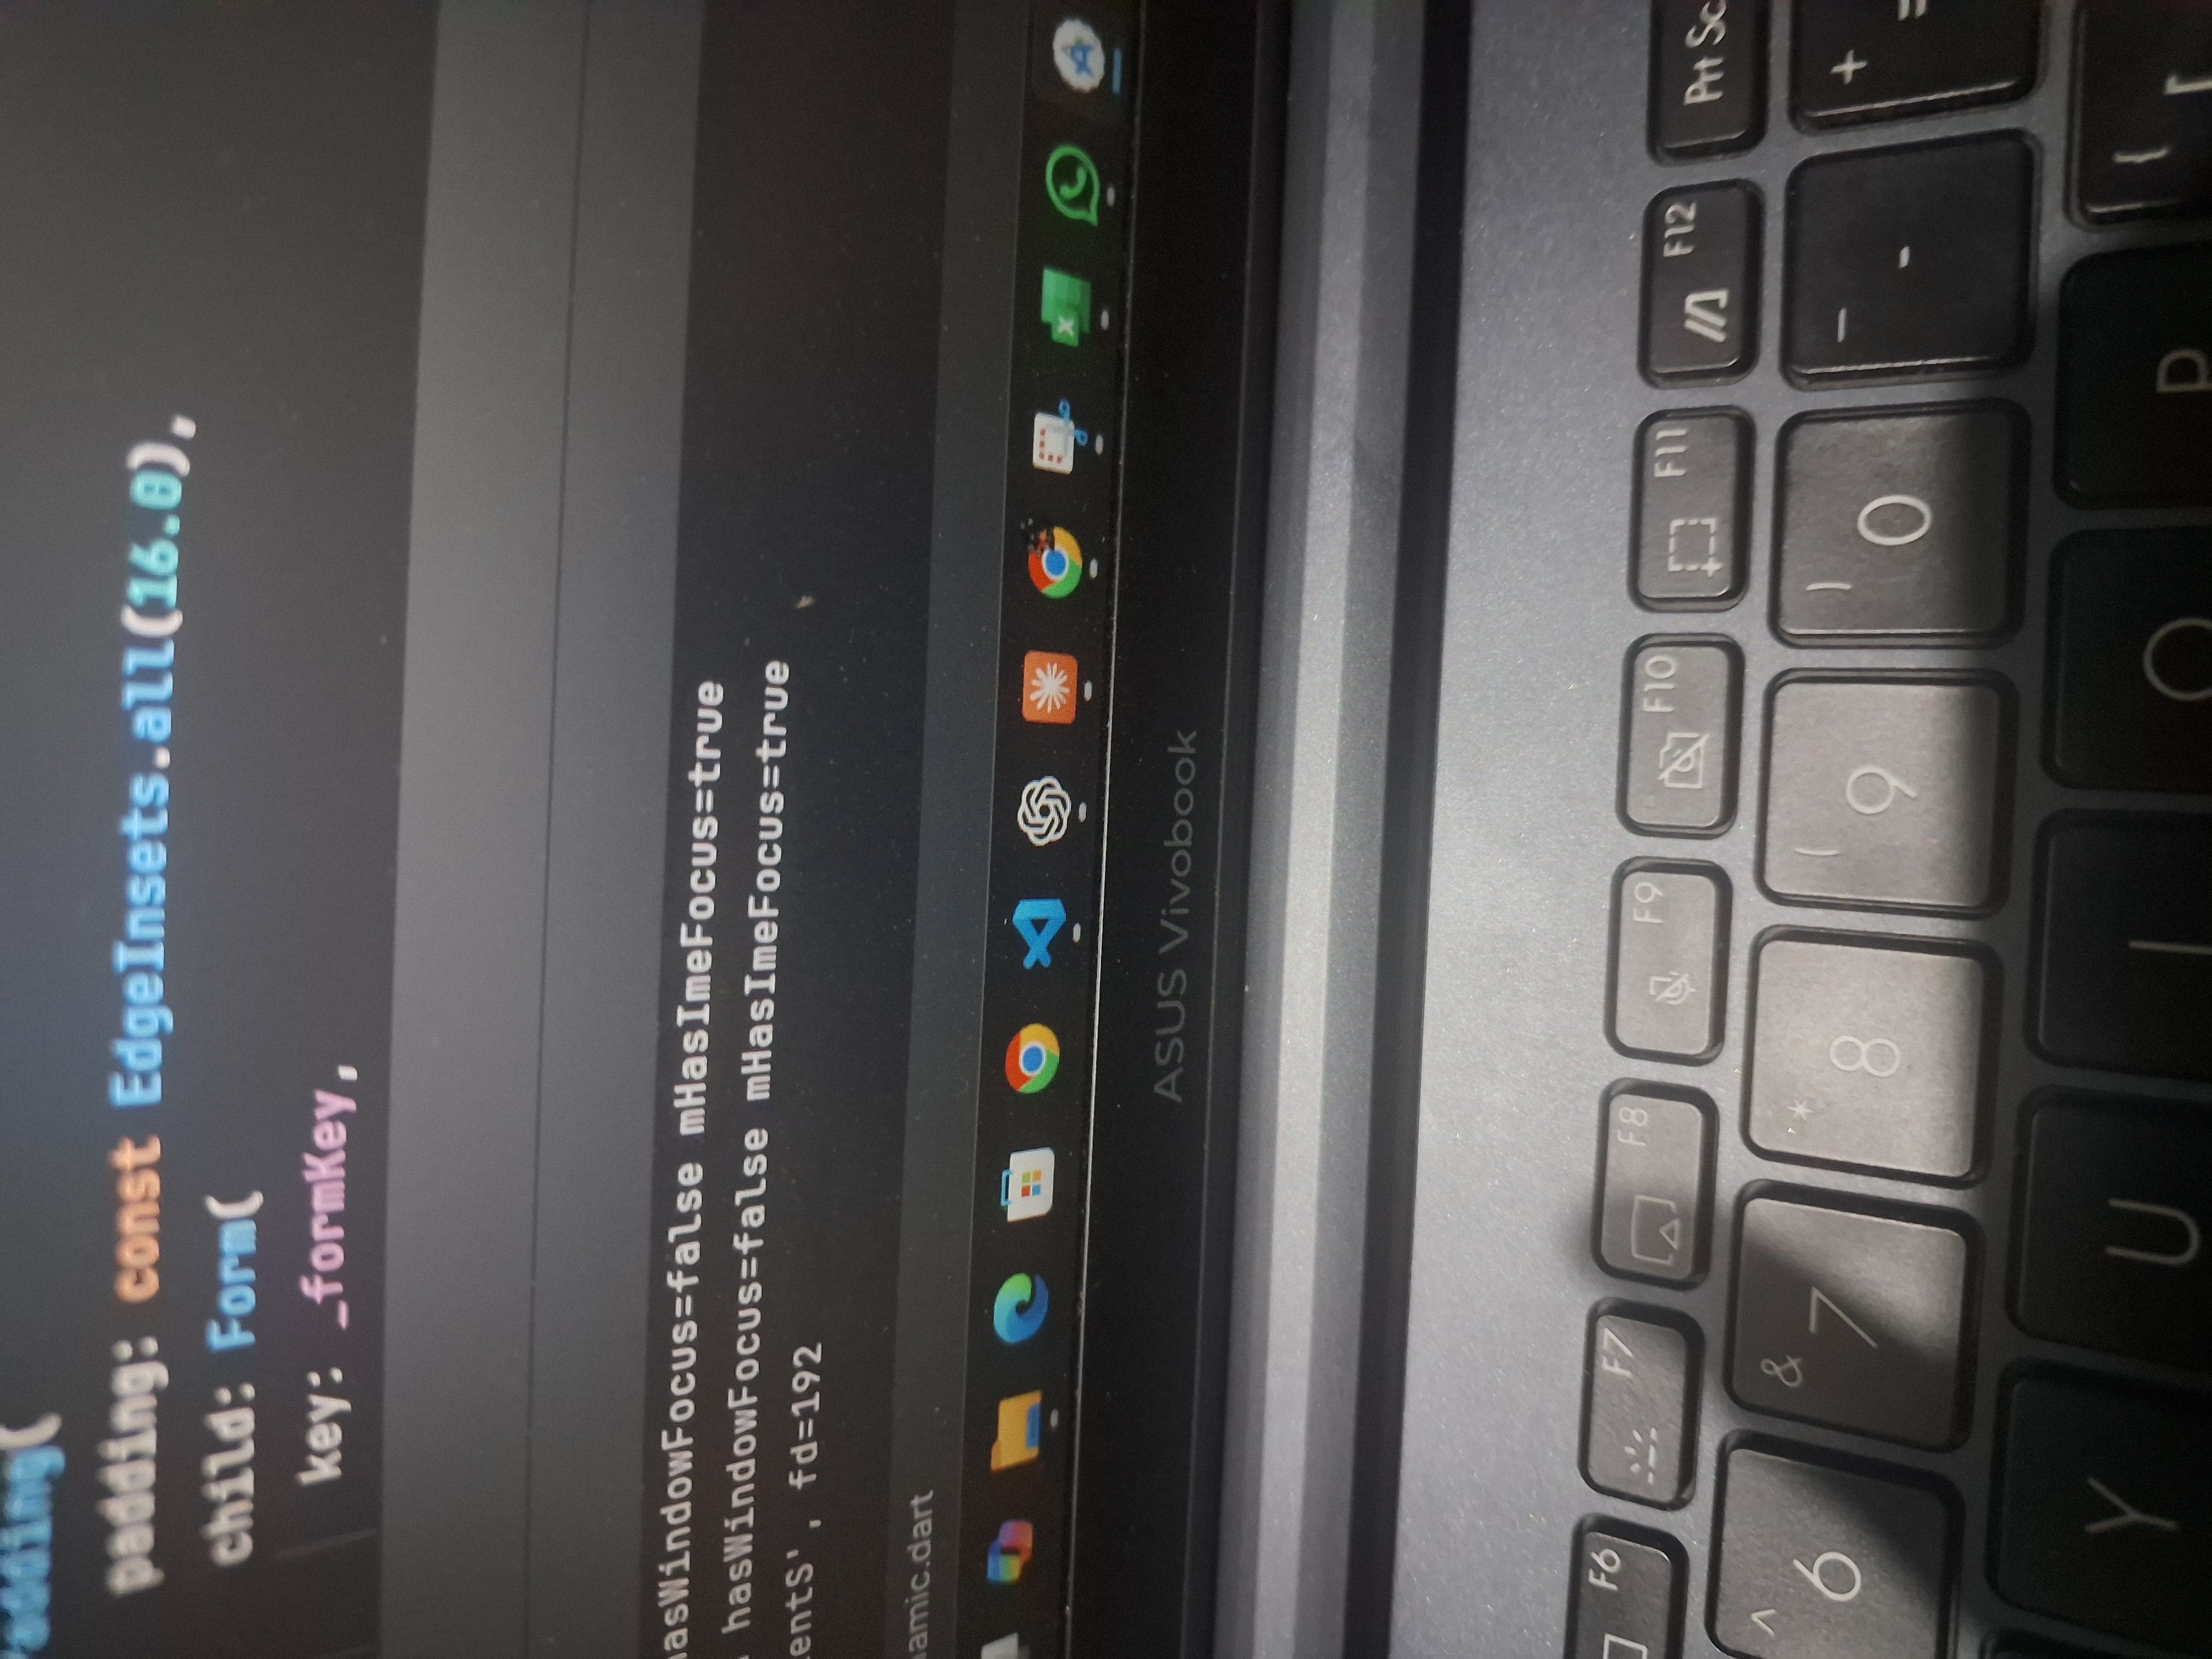 Padding(
padding: const EdgeInsets.all(16.0),
child: Form(
key: _formKey,
hasWindowFocus=false mHasImeFocus=true
hasWindowFocus=false mHasImeFocus=true
entS', fd=192
amic.dart
ASUS Vivobook
F6 F7 F8 F9 F10 F11 F12 Prt Sc
^ & * ( ) _ +
6 7 8 9 0 - =
Y U I O P { [